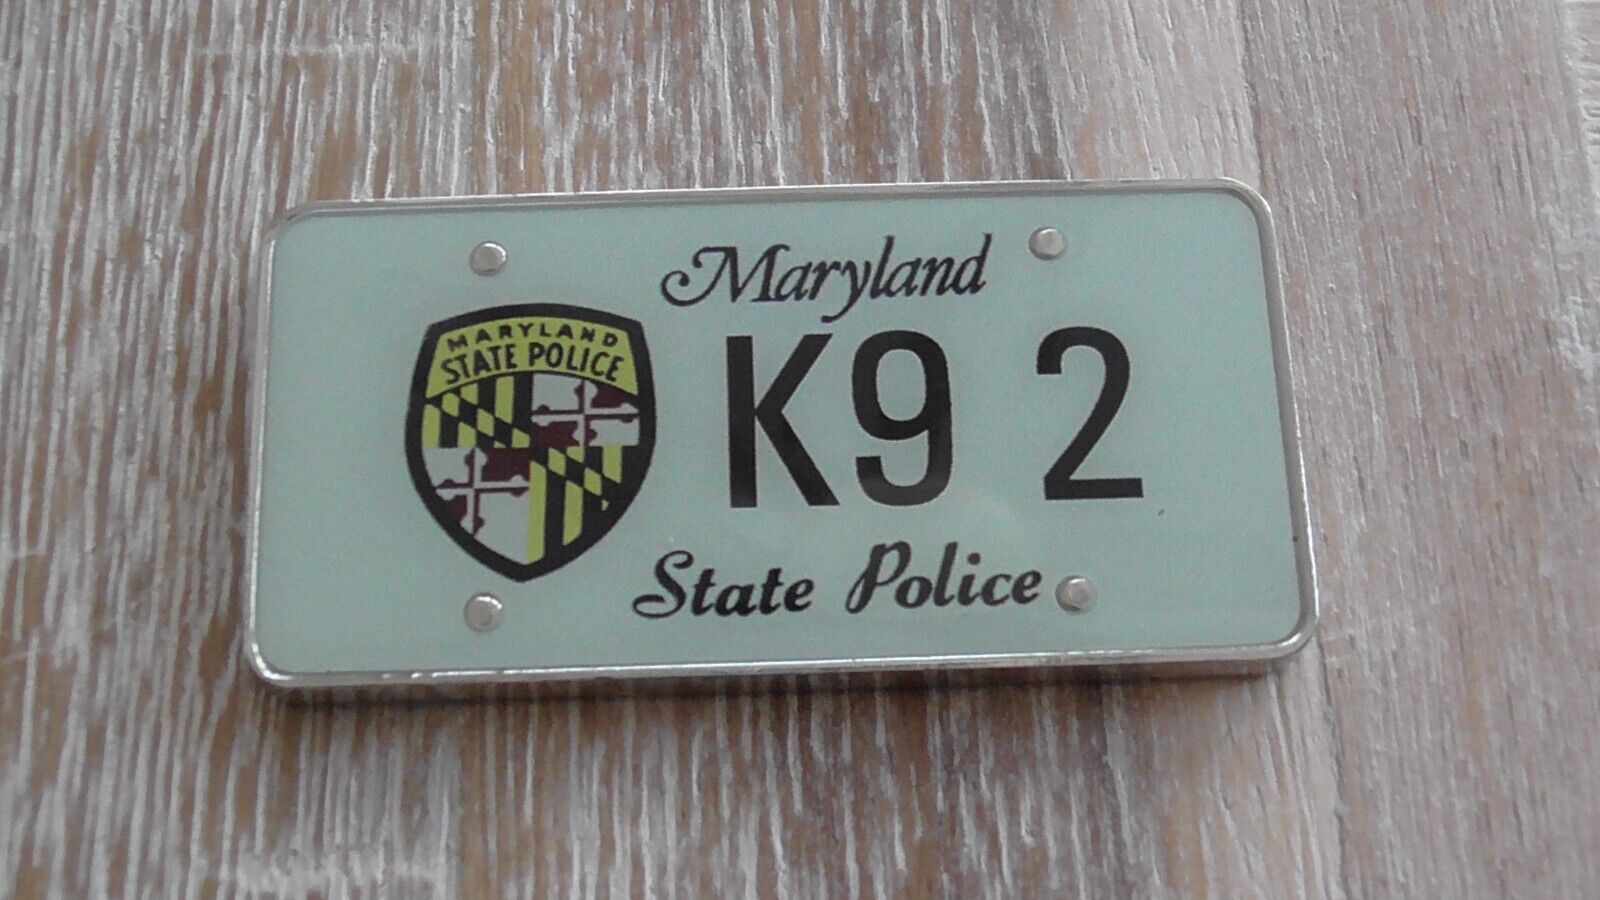 Maryland
MARYLAND
STATE POLICE
K9 2
State Police